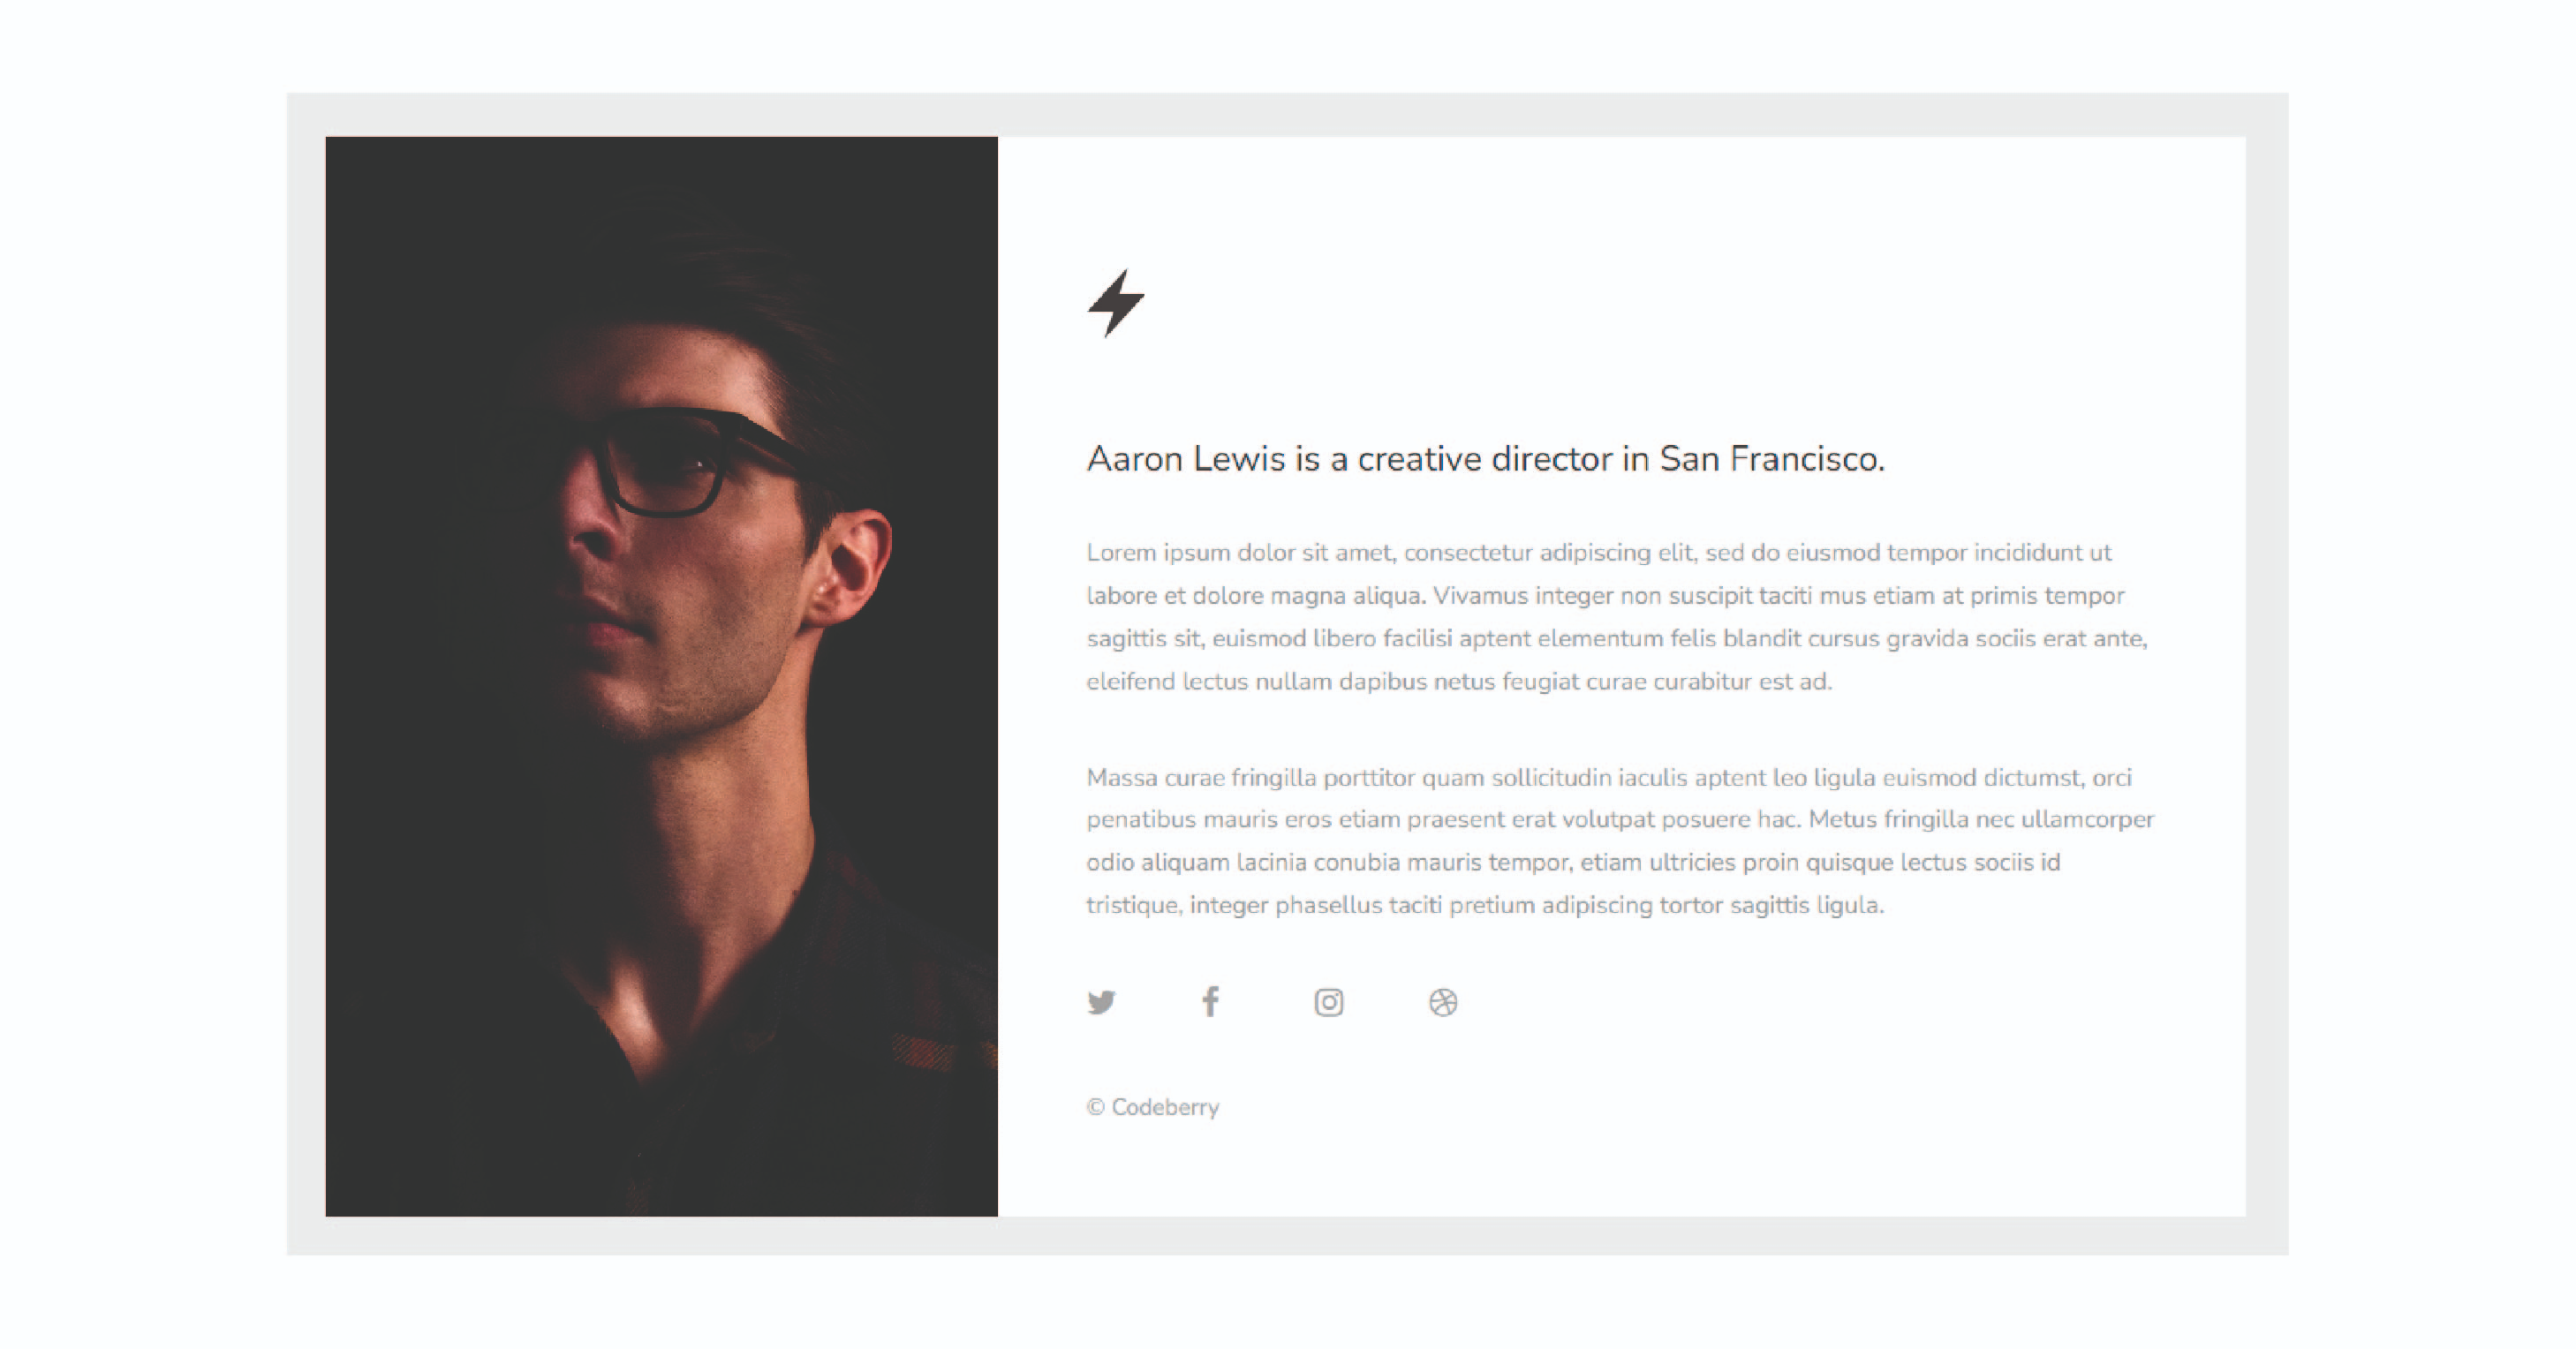 Aaron Lewis is a creative director in San Francisco.
Lorem ipsum dolor sit amet, consectetur adipiscing elit, sed do eiusmod tempor incididunt ut
labore et dolore magna aliqua. Vivamus integer non suscipit taciti mus etiam at primis tempor
sagittis sit, euismod libero facilisi aptent elementum felis blandit cursus gravida sociis erat ante,
eleifend lectus nullam dapibus netus feugiat curae curabitur est ad.
Massa curae fringilla porttitor quam sollicitudin iaculis aptent leo ligula euismod dictumst, orci
penatibus mauris eros etiam praesent erat volutpat posuere hac. Metus fringilla nec ullamcorper
odio aliquam lacinia conubia mauris tempor, etiam ultricies proin quisque lectus sociis id
tristique, integer phasellus taciti pretium adipiscing tortor sagittis ligula.
© Codeberry